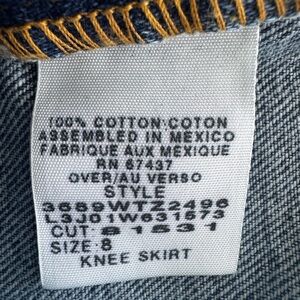 100% COTTON/COTON
ASSEMBLED IN MEXICO
FABRIQUE AUX MEXIQUE
RN 67437
OVER/AU VERSO
STYLE
3689WTZ2496
L3J01W631573
CUT: 81531
SIZE: 8
KNEE SKIRT